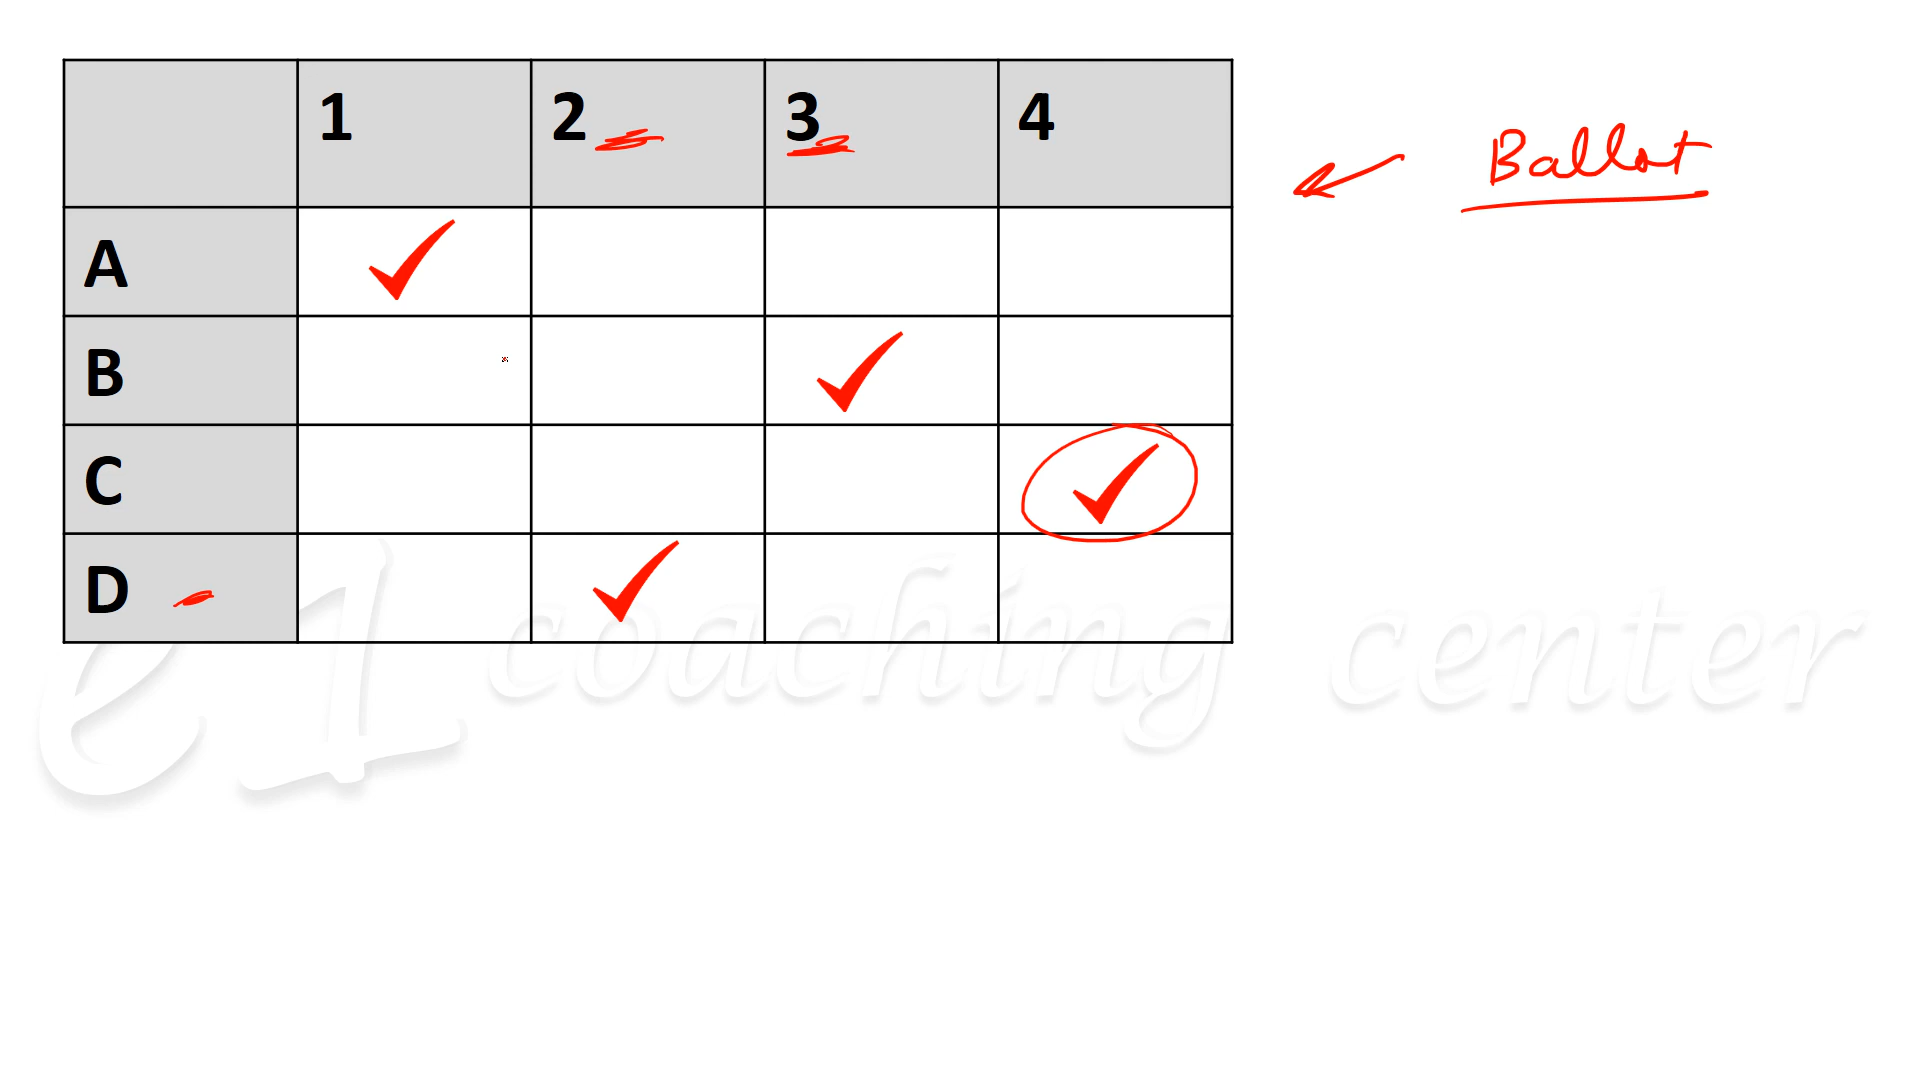 1 2 3 4
Ballot
A ✓
B ✓
C ✓
D ✓
e1 coaching center